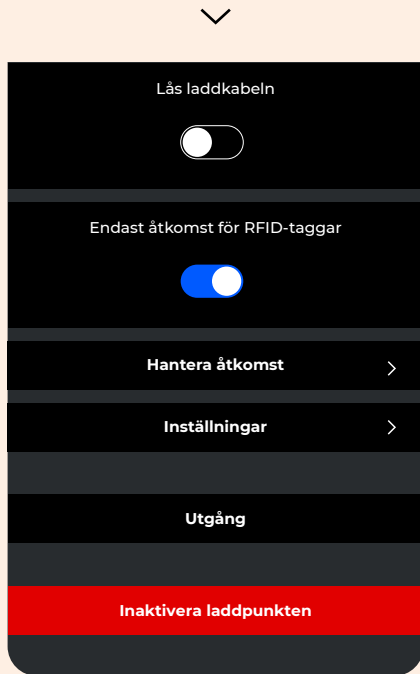 Lås laddkabeln
Endast åtkomst för RFID-taggar
Hantera åtkomst
Inställningar
Utgång
Inaktivera laddpunkten